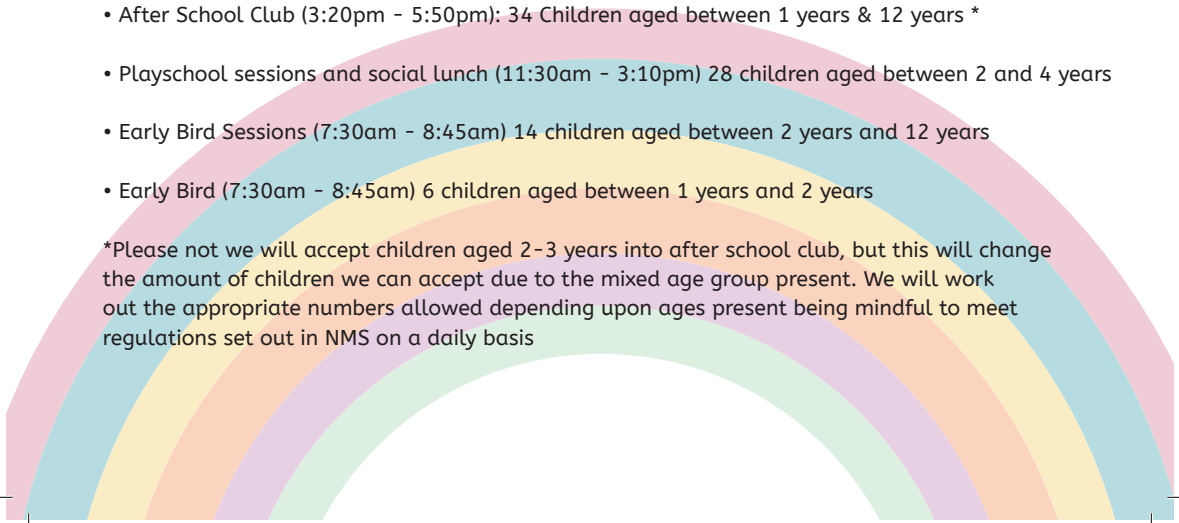 • After School Club (3:20pm - 5:50pm): 34 Children aged between 1 years & 12 years *
• Playschool sessions and social lunch (11:30am - 3:10pm) 28 children aged between 2 and 4 years
• Early Bird Sessions (7:30am - 8:45am) 14 children aged between 2 years and 12 years
• Early Bird (7:30am - 8:45am) 6 children aged between 1 years and 2 years
*Please not we will accept children aged 2-3 years into after school club, but this will change
the amount of children we can accept due to the mixed age group present. We will work
out the appropriate numbers allowed depending upon ages present being mindful to meet
regulations set out in NMS on a daily basis